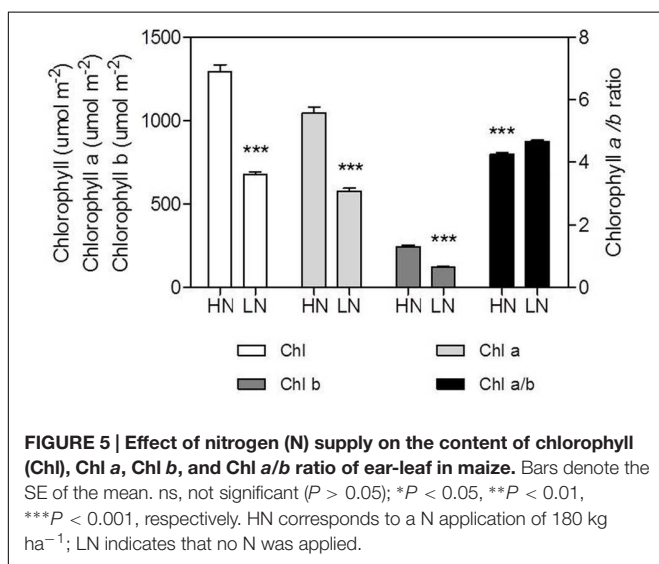 1500
1000
500
0
Chlorophyll (umol m⁻²)
Chlorophyll a (umol m⁻²)
Chlorophyll b (umol m⁻²)
***
***
***
***
8
6
4
2
0
Chlorophyll a /b ratio
HN LN HN LN HN LN HN LN
Chl Chl a
Chl b Chl a/b
FIGURE 5 | Effect of nitrogen (N) supply on the content of chlorophyll
(Chl), Chl a, Chl b, and Chl a/b ratio of ear-leaf in maize. Bars denote the
SE of the mean. ns, not significant (P > 0.05); *P < 0.05, **P < 0.01,
***P < 0.001, respectively. HN corresponds to a N application of 180 kg
ha⁻¹; LN indicates that no N was applied.